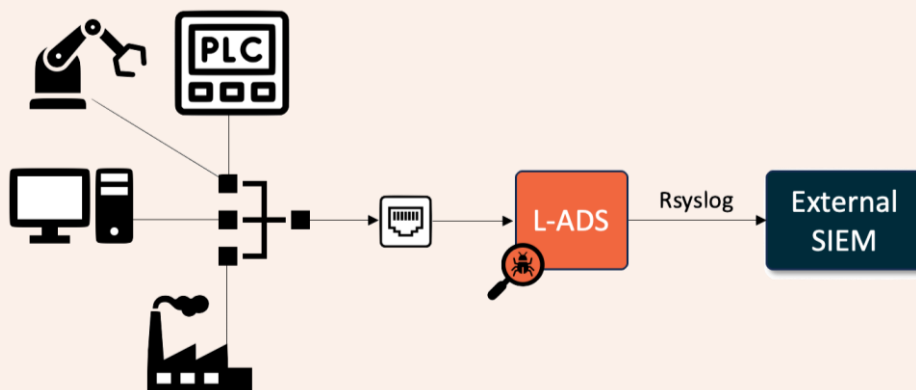 PLC
L-ADS
Rsyslog
External
SIEM